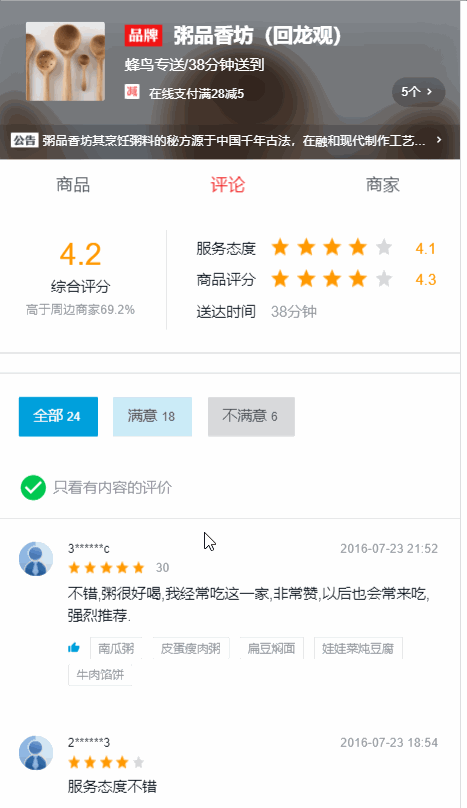 品牌 粥品香坊（回龙观）
蜂鸟专送/38分钟送到
减 在线支付满28减5
5个 >
公告 粥品香坊其烹饪粥料的秘方源于中国千年古法，在融和现代制作工艺... >
商品 评论 商家
4.2
综合评分
高于周边商家69.2%
服务态度 4.1
商品评分 4.3
送达时间 38分钟
全部 24 满意 18 不满意 6
只看有内容的评价
3******c 2016-07-23 21:52
30
不错,粥很好喝,我经常吃这一家,非常赞,以后也会常来吃,
强烈推荐.
南瓜粥 皮蛋瘦肉粥 扁豆焖面 娃娃菜炖豆腐
牛肉馅饼
2******3 2016-07-23 18:54
服务态度不错